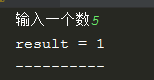 输入一个数5
result = 1
----------